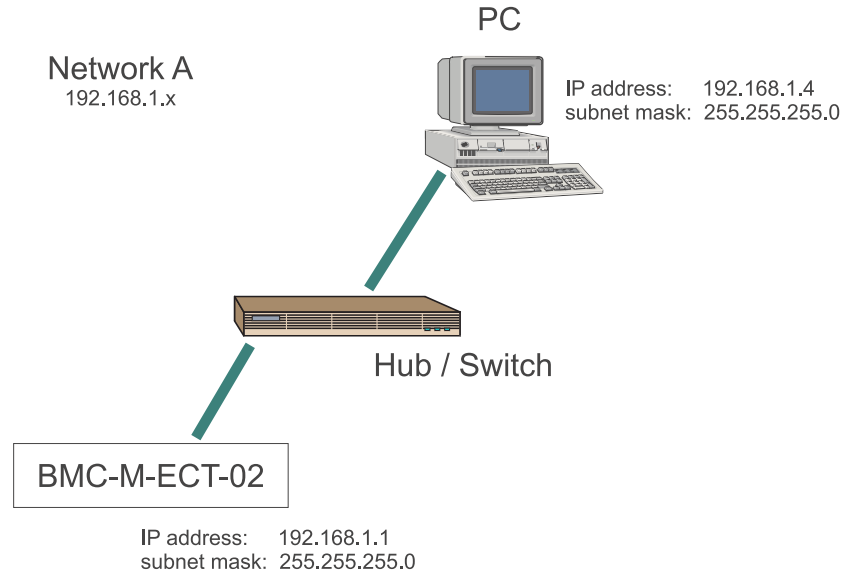 PC
Network A
192.168.1.x
IP address: 192.168.1.4
subnet mask: 255.255.255.0
Hub / Switch
BMC-M-ECT-02
IP address: 192.168.1.1
subnet mask: 255.255.255.0